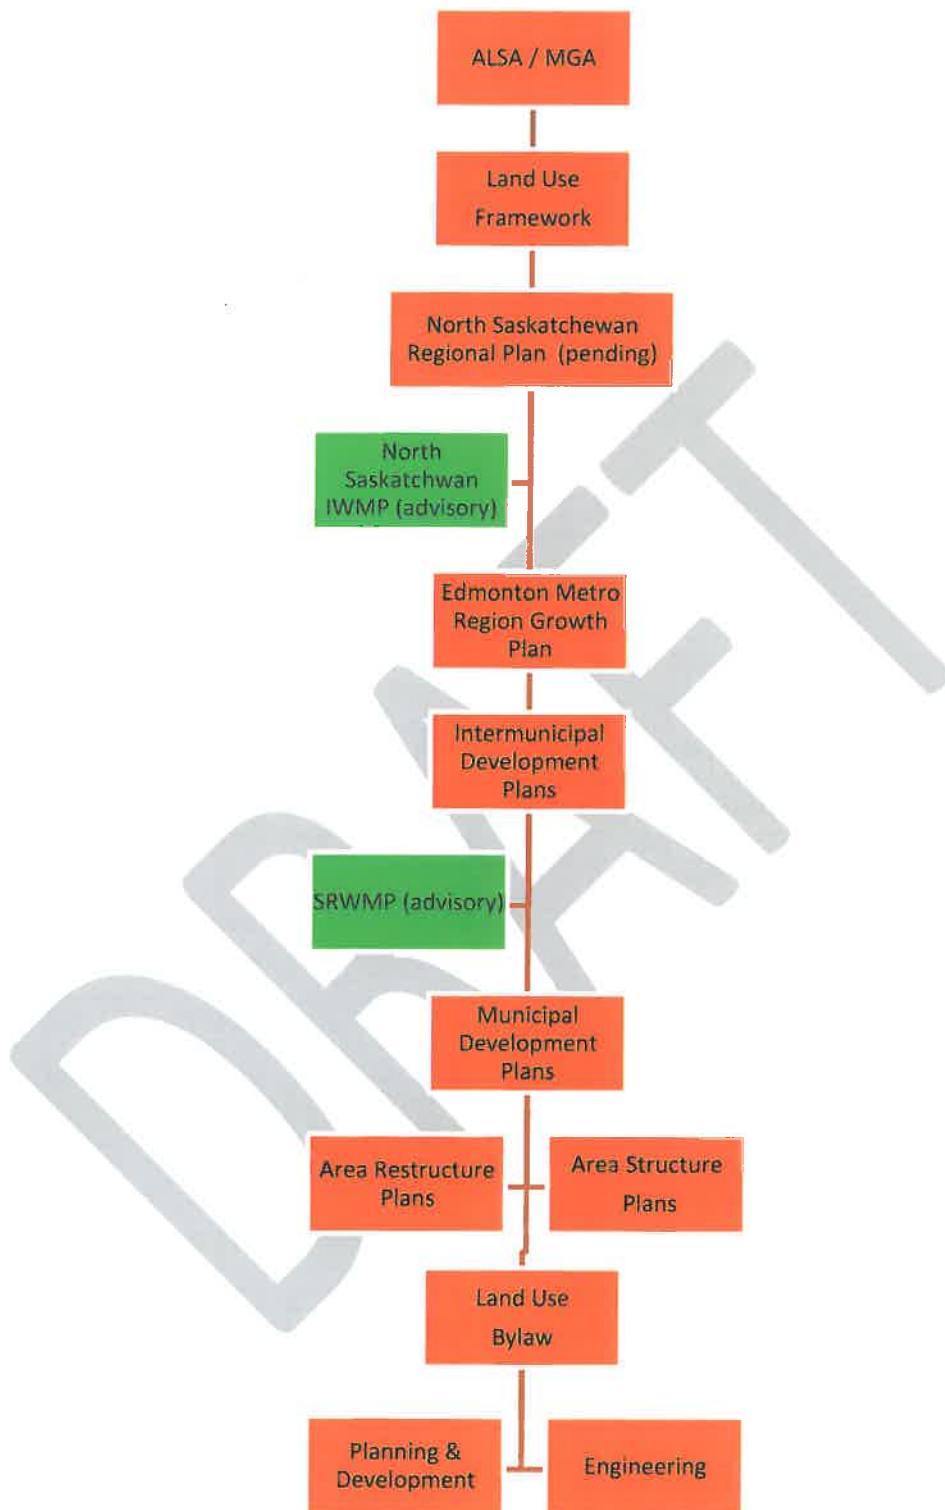 ALSA / MGA
Land Use
Framework
North Saskatchewan
Regional Plan (pending)
North
Saskatchwan
IWMP (advisory)
Edmonton Metro
Region Growth
Plan
Intermunicipal
Development
Plans
SRWMP (advisory)
Municipal
Development
Plans
Area Restructure
Plans
Area Structure
Plans
Land Use
Bylaw
Planning &
Development
Engineering
DRAFT